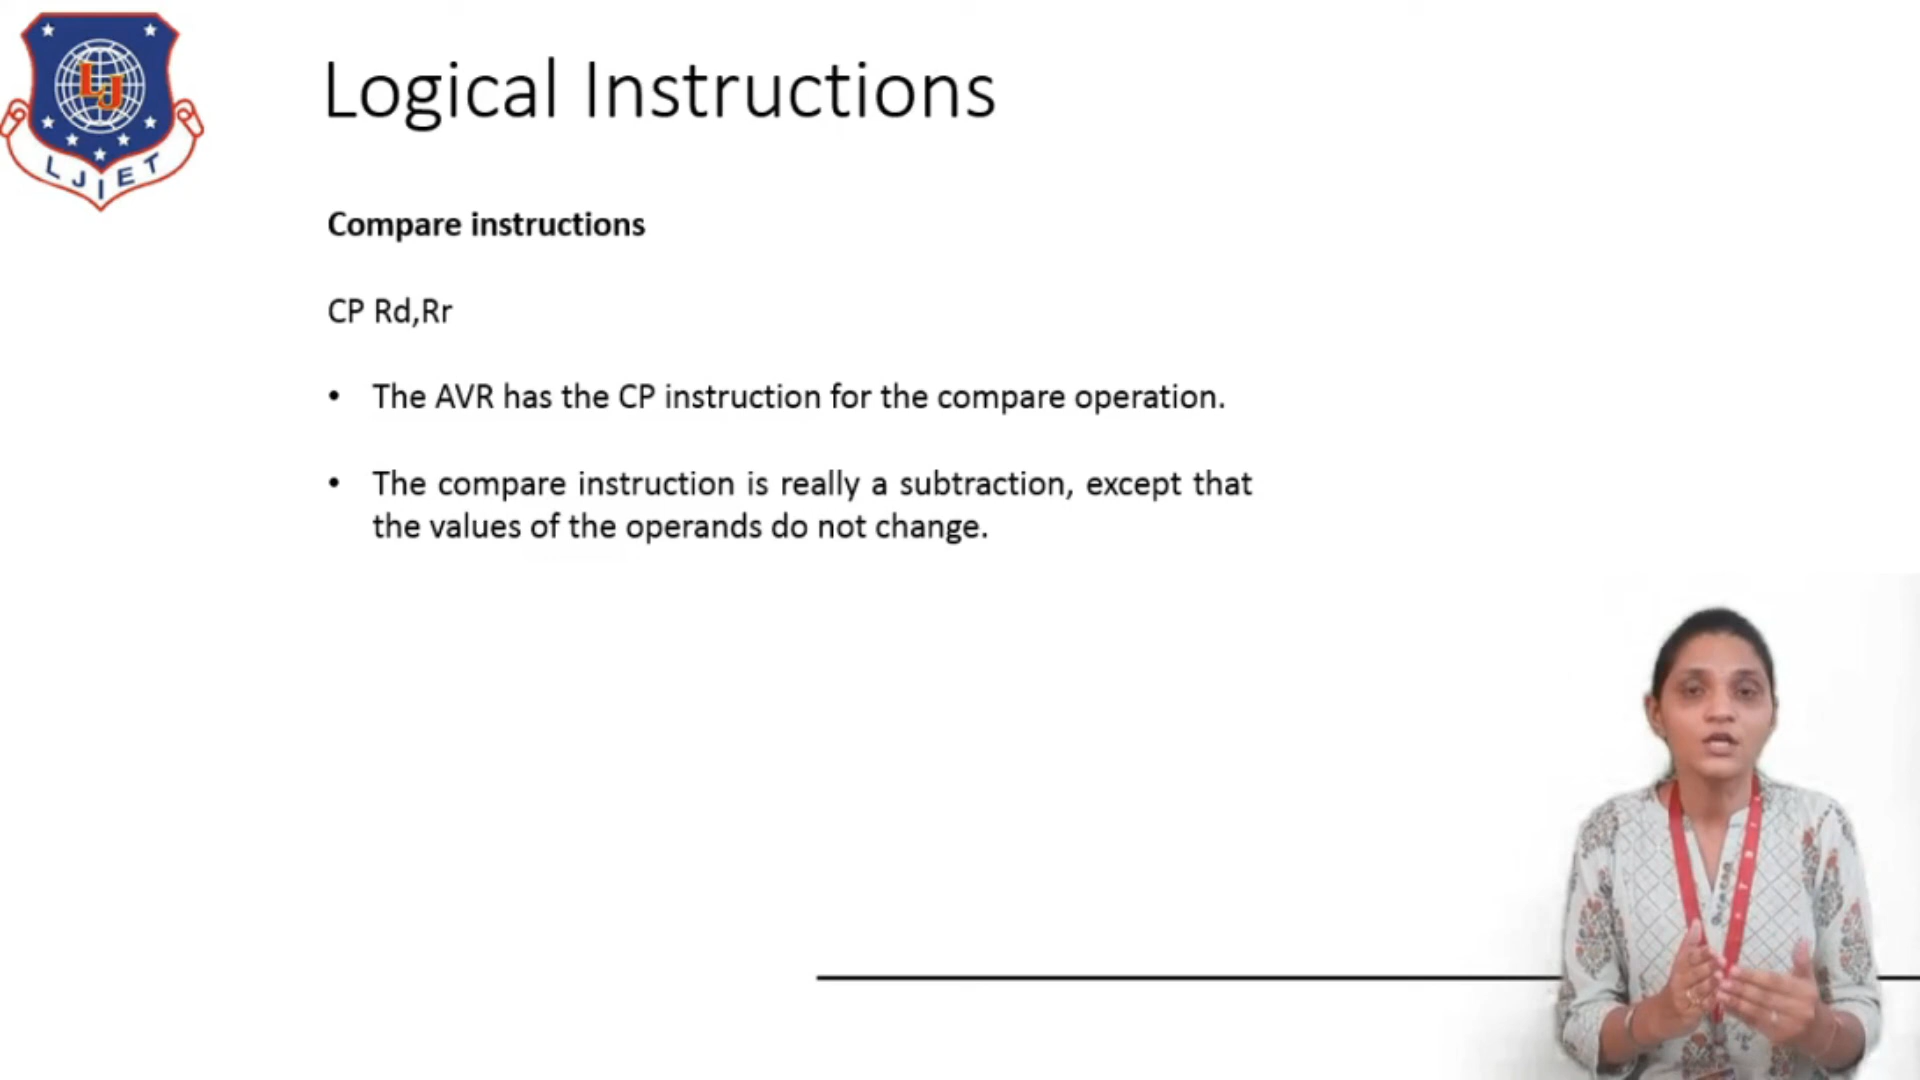 LJ
LJIET
Logical Instructions
Compare instructions
CP Rd,Rr
• The AVR has the CP instruction for the compare operation.
• The compare instruction is really a subtraction, except that
the values of the operands do not change.